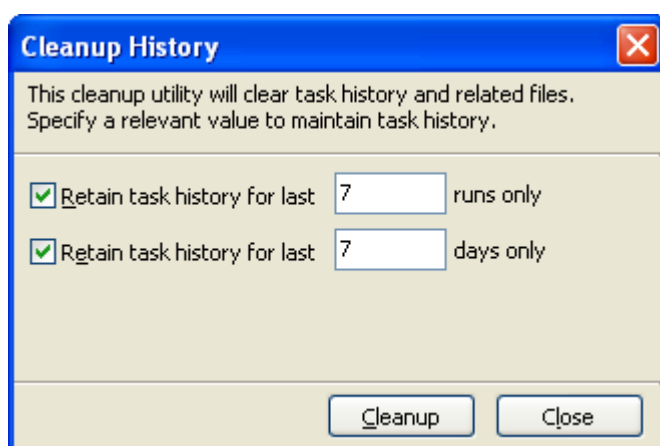 Cleanup History
This cleanup utility will clear task history and related files.
Specify a relevant value to maintain task history.
Retain task history for last 7 runs only
Retain task history for last 7 days only
Cleanup Close